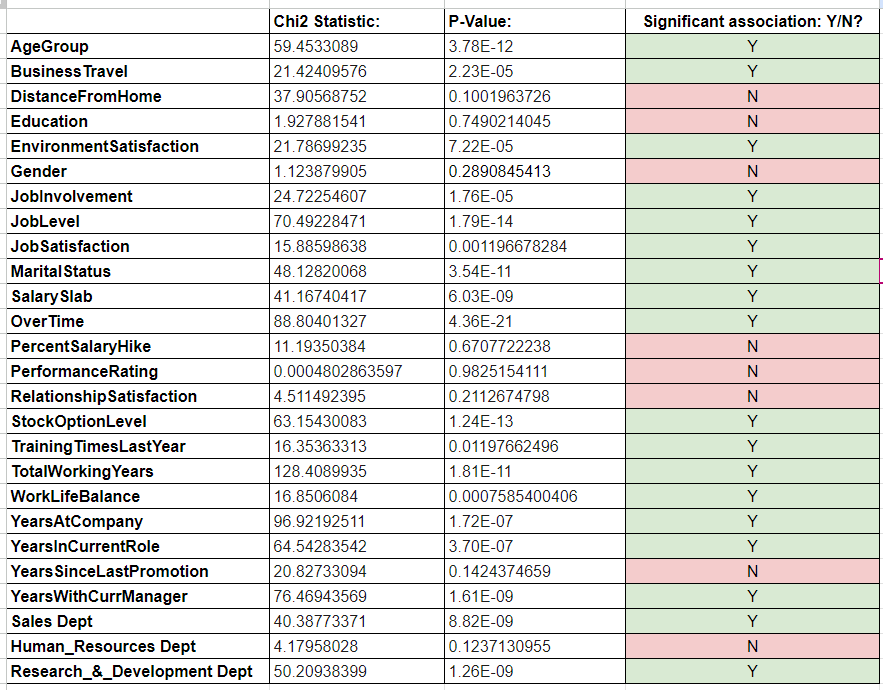 Chi2 Statistic: P-Value: Significant association: Y/N?
AgeGroup 59.4533089 3.78E-12 Y
BusinessTravel 21.42409576 2.23E-05 Y
DistanceFromHome 37.90568752 0.1001963726 N
Education 1.927881541 0.7490214045 N
EnvironmentSatisfaction 21.78699235 7.22E-05 Y
Gender 1.123879905 0.2890845413 N
JobInvolvement 24.72254607 1.76E-05 Y
JobLevel 70.49228471 1.79E-14 Y
JobSatisfaction 15.88598638 0.001196678284 Y
MaritalStatus 48.12820068 3.54E-11 Y
SalarySlab 41.16740417 6.03E-09 Y
OverTime 88.80401327 4.36E-21 Y
PercentSalaryHike 11.19350384 0.6707722238 N
PerformanceRating 0.0004802863597 0.9825154111 N
RelationshipSatisfaction 4.511492395 0.2112674798 N
StockOptionLevel 63.15430083 1.24E-13 Y
TrainingTimesLastYear 16.35363313 0.01197662496 Y
TotalWorkingYears 128.4089935 1.81E-11 Y
WorkLifeBalance 16.8506084 0.0007585400406 Y
YearsAtCompany 96.92192511 1.72E-07 Y
YearsInCurrentRole 64.54283542 3.70E-07 Y
YearsSinceLastPromotion 20.82733094 0.1424374659 N
YearsWithCurrManager 76.46943569 1.61E-09 Y
Sales Dept 40.38773371 8.82E-09 Y
Human_Resources Dept 4.17958028 0.1237130955 N
Research_&_Development Dept 50.20938399 1.26E-09 Y